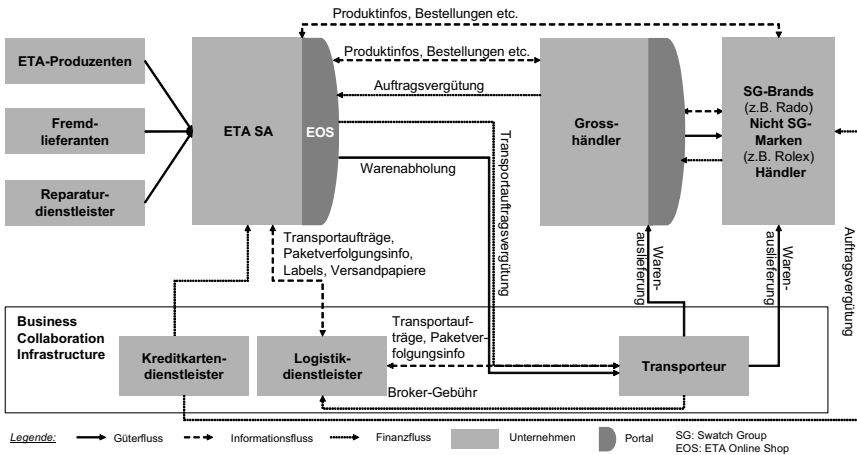 Produktinfos, Bestellungen etc.
ETA-Produzenten
Fremd-
lieferanten
Reparatur-
dienstleister
ETA SA
EOS
Produktinfos, Bestellungen etc.
Auftragsvergütung
Warenabholung
Transportauftragsvergütung
Gross-
händler
SG-Brands
(z.B. Rado)
Nicht SG-
Marken
(z.B. Rolex)
Händler
Transportaufträge,
Paketverfolgungsinfo,
Labels, Versandpapiere
Waren-
auslieferung
Waren-
auslieferung
Auftragsvergütung
Business
Collaboration
Infrastructure
Kreditkarten-
dienstleister
Logistik-
dienstleister
Transportauf-
träge, Paketver-
folgungsinfo
Broker-Gebühr
Transporteur
Legende:
Güterfluss
Informationsfluss
Finanzfluss
Unternehmen
Portal
SG: Swatch Group
EOS: ETA Online Shop